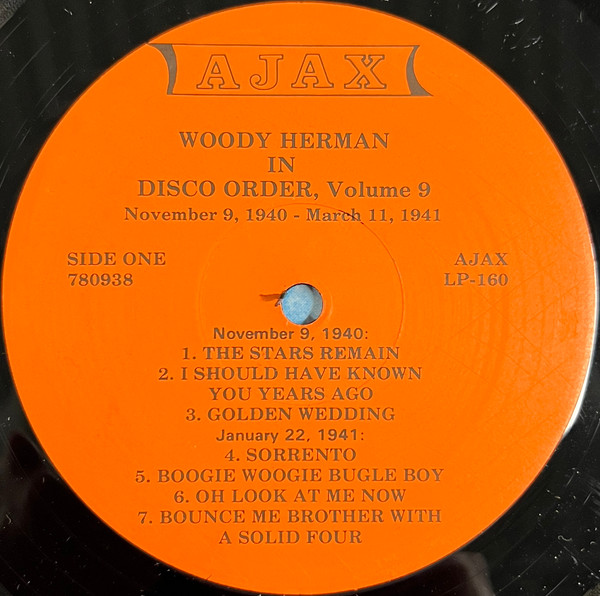 AJAX
WOODY HERMAN
IN
DISCO ORDER, Volume 9
November 9, 1940 - March 11, 1941
SIDE ONE
780938
AJAX
LP-160
November 9, 1940:
1. THE STARS REMAIN
2. I SHOULD HAVE KNOWN
YOU YEARS AGO
3. GOLDEN WEDDING
January 22, 1941:
4. SORRENTO
5. BOOGIE WOOGIE BUGLE BOY
6. OH LOOK AT ME NOW
7. BOUNCE ME BROTHER WITH
A SOLID FOUR